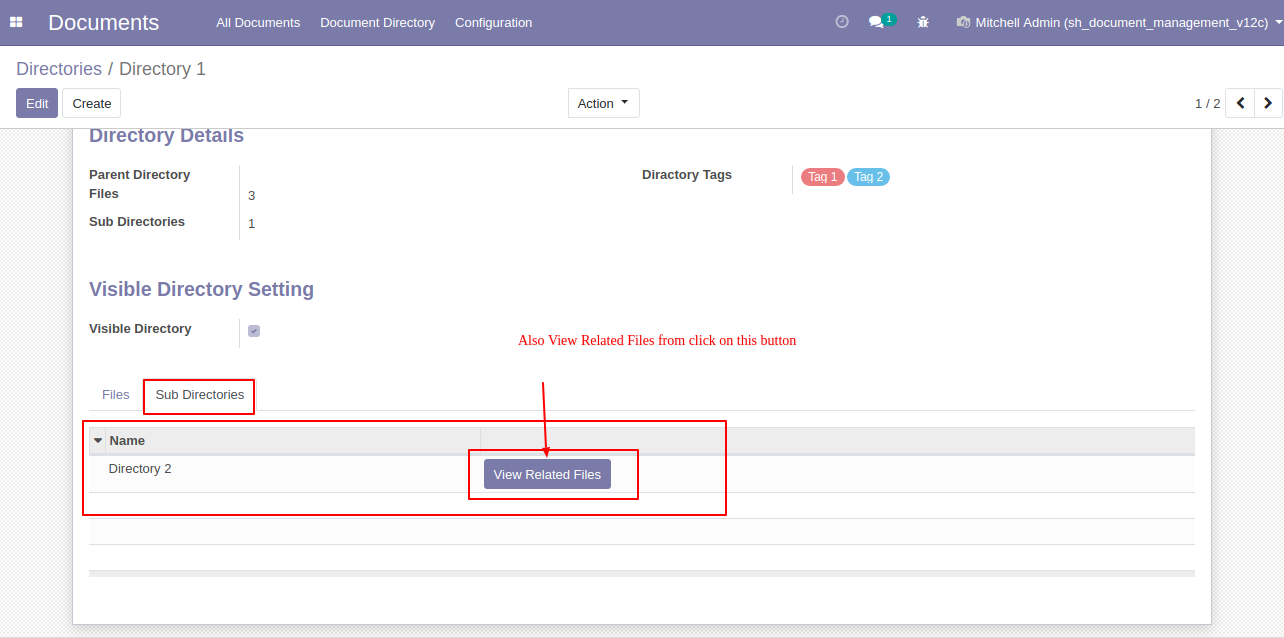 Documents All Documents Document Directory Configuration 1 Mitchell Admin (sh_document_management_v12c)
Directories / Directory 1
Edit Create Action 1 / 2
Directory Details
Parent Directory Diractory Tags Tag 1 Tag 2
Files 3
Sub Directories 1
Visible Directory Setting
Visible Directory
Also View Related Files from click on this button
Files Sub Directories
Name
Directory 2 View Related Files